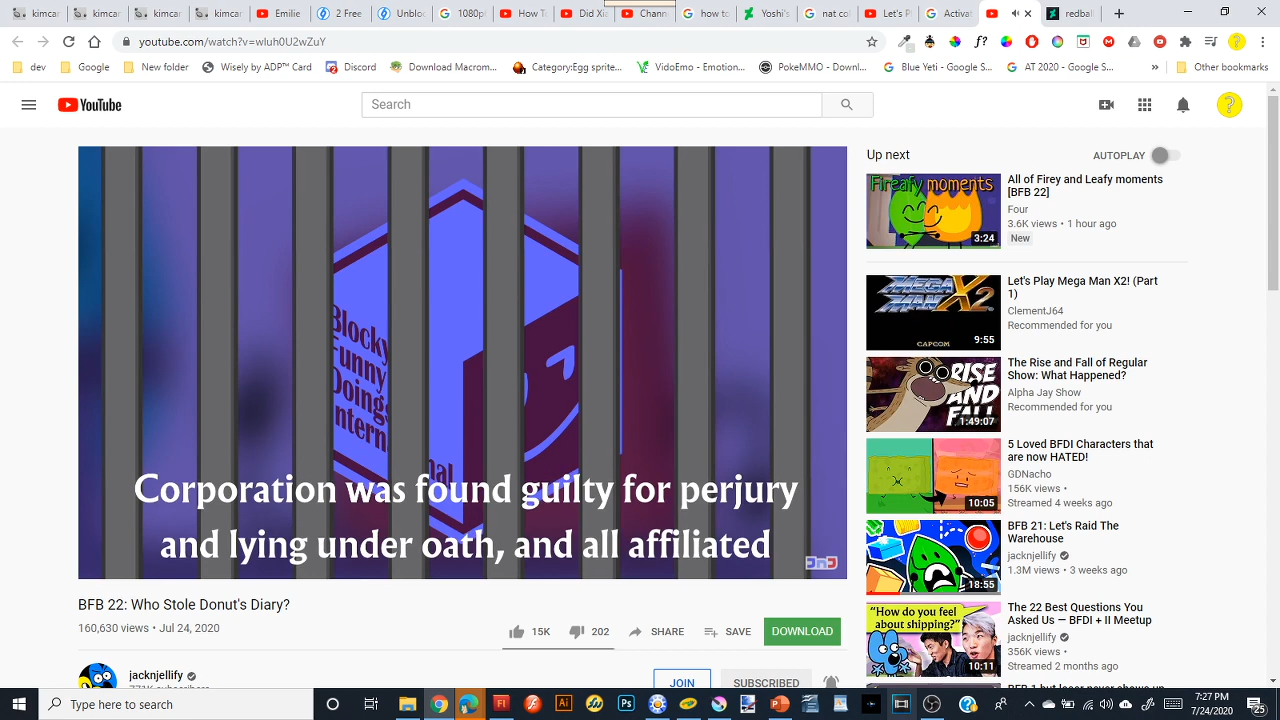 kimi
kimi
kimi
kimi
Emilie
Zone
Unblo
1080p
How T
Did Xi
Chann
how
Yoshi's
nat co
Let's P
Activa
redbal
youtube.com/watch?v=wluh0U2wZuY
dev
Google
New folder
Wisely by ADP™ Card
Discord
Download Macromm...
Category:Egg sprite...
VidoEmo - Emotion...
PokeMMO - Downl...
Blue Yeti - Google S...
AT 2020 - Google S...
»
Other bookmarks
YouTube
Search
?
Blocky
Funny
Doings
Intern
al
Corporation was found guilty for perjury
and lying under oath, and all affiliated
BFB 22: Who Stole Donut's Diary?
160,630 views • Jul 24, 2020
15K
202
SHARE
SAVE
DOWNLOAD
jacknjellify
JOIN
SUBSCRIBED
Up next
AUTOPLAY
Fireafy moments
3:24
All of Firey and Leafy moments
[BFB 22]
Four
3.6K views • 1 hour ago
New
MEGA
MAN X2
CAPCOM
9:55
Let's Play Mega Man X2! (Part
1)
ClementJ64
Recommended for you
RISE
AND
FALL
1:49:07
The Rise and Fall of Regular
Show: What Happened?
Alpha Jay Show
Recommended for you
10:05
5 Loved BFDI Characters that
are now HATED!
GDNacho
156K views •
Streamed 4 weeks ago
18:55
BFB 21: Let's Raid The
Warehouse
jacknjellify
1.3M views • 3 weeks ago
"How do you feel
about shipping?"
10:11
The 22 Best Questions You
Asked Us — BFDI + II Meetup
jacknjellify
356K views •
Streamed 2 months ago
Type here to search
7:27 PM
7/24/2020
25